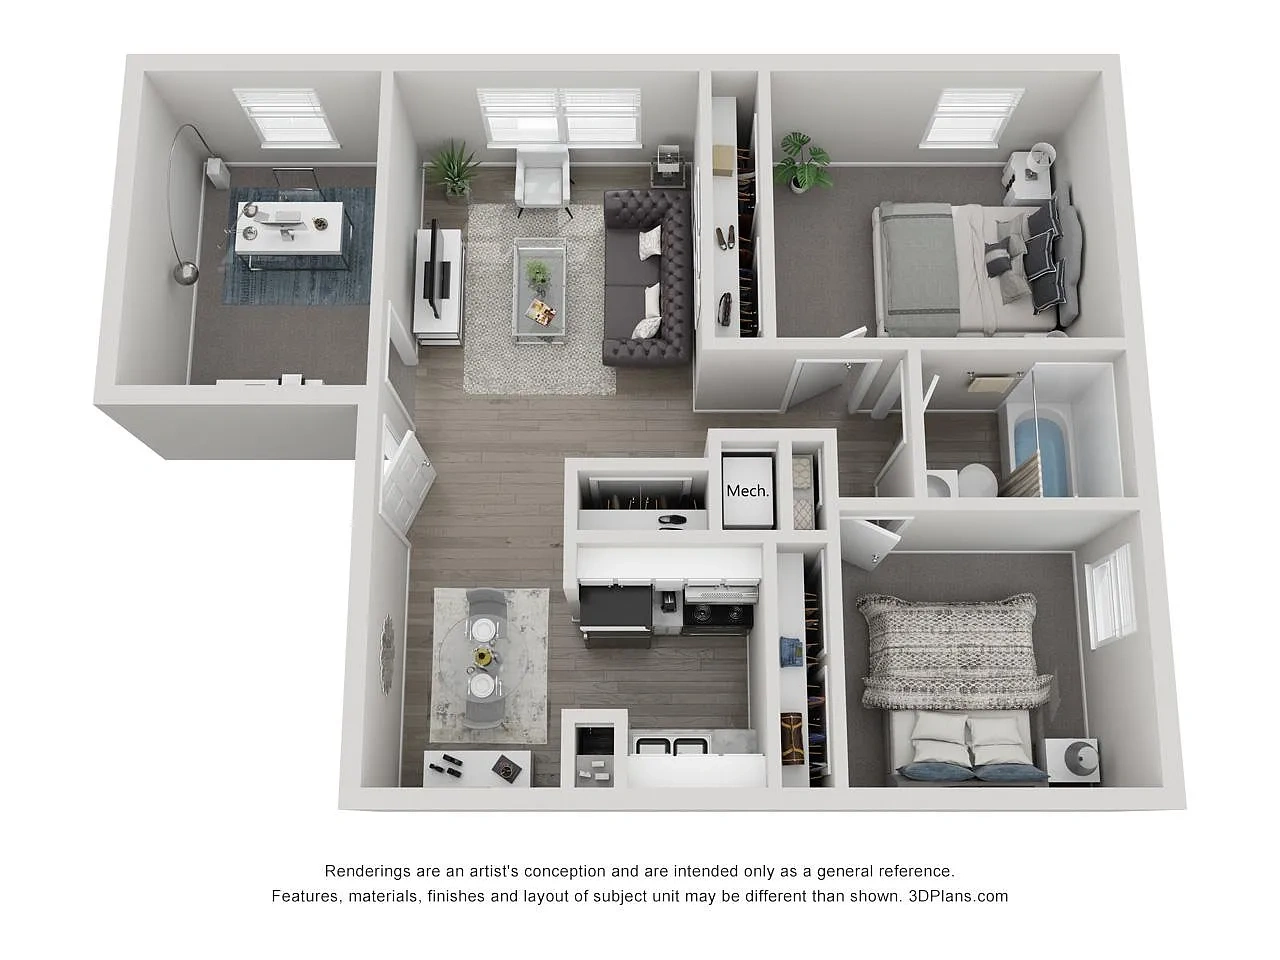 Mech.
Renderings are an artist's conception and are intended only as a general reference.
Features, materials, finishes and layout of subject unit may be different than shown. 3DPlans.com